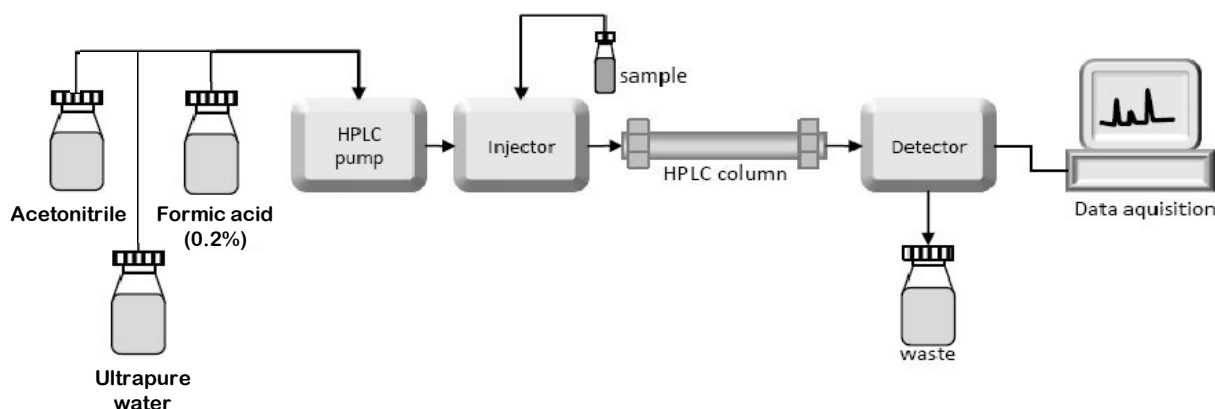 sample
HPLC
pump
Injector
HPLC column
Detector
Data aquisition
Acetonitrile
Formic acid
(0.2%)
Ultrapure
water
waste